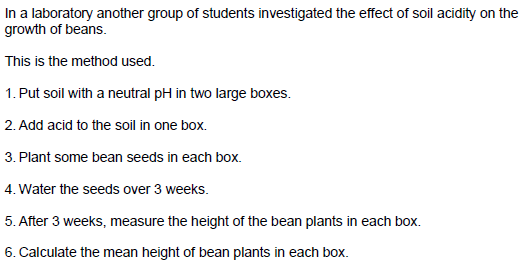 In a laboratory another group of students investigated the effect of soil acidity on the
growth of beans.
This is the method used.
1. Put soil with a neutral pH in two large boxes.
2. Add acid to the soil in one box.
3. Plant some bean seeds in each box.
4. Water the seeds over 3 weeks.
5. After 3 weeks, measure the height of the bean plants in each box.
6. Calculate the mean height of bean plants in each box.